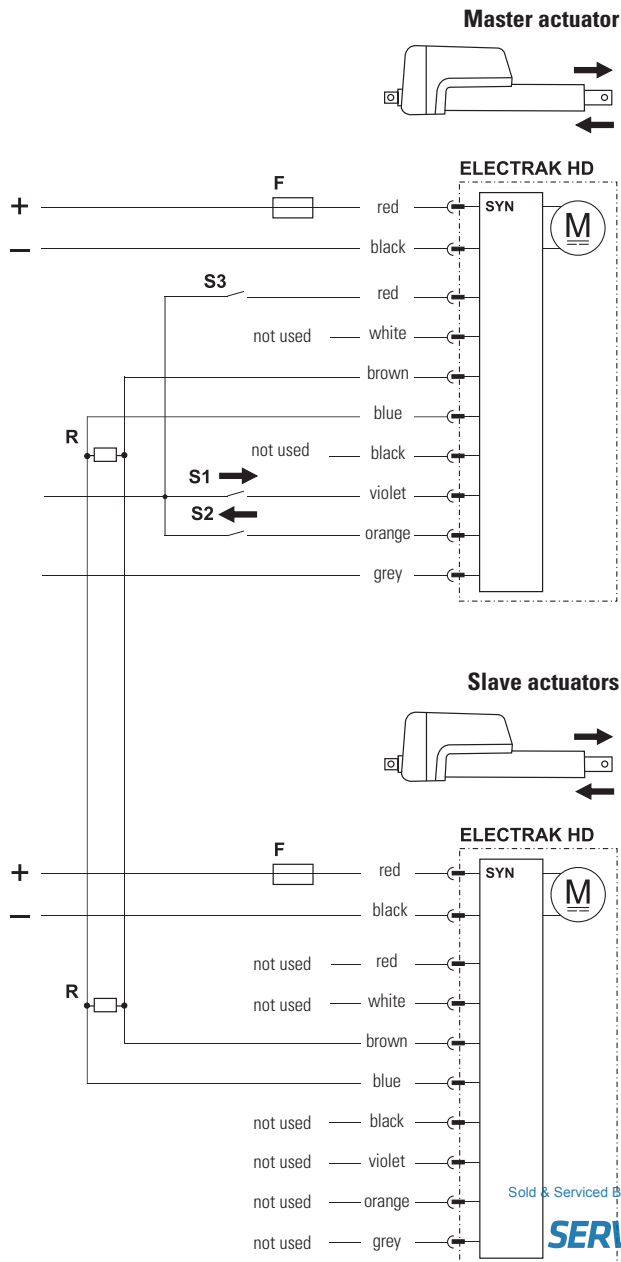 Master actuator
ELECTRAK HD
F
+ red SYN M
– black
S3 red
not used white
brown
blue
R
not used black
S1 violet
S2 orange
grey
Slave actuators
ELECTRAK HD
F
+ red SYN M
– black
not used red
R
not used white
brown
blue
not used black
not used violet
not used orange
Sold & Serviced B
not used grey
SERV